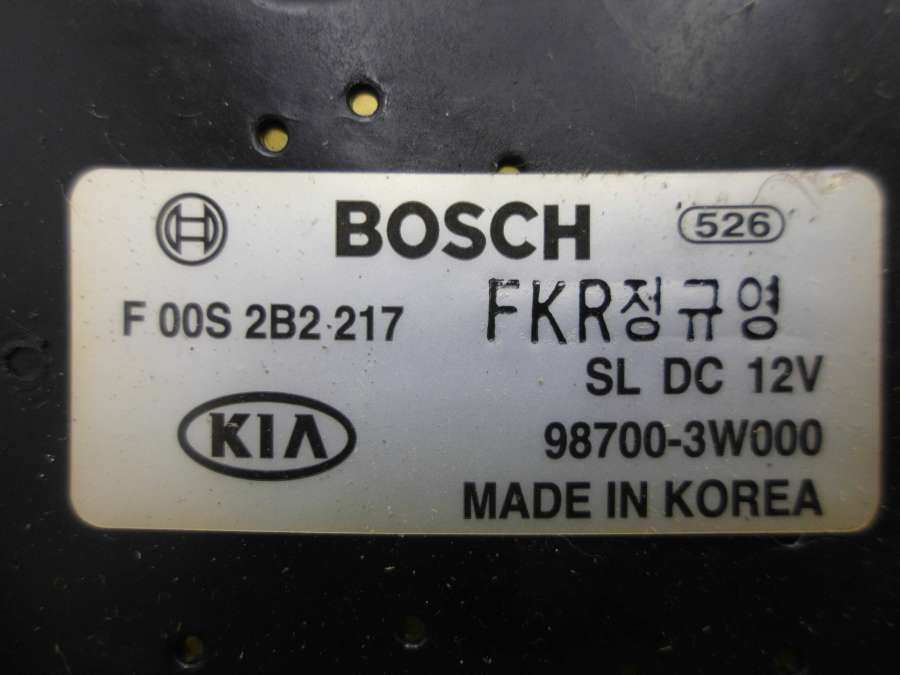 BOSCH 526
F 00S 2B2 217 FKR정규영
SL DC 12V
KIA 98700-3W000
MADE IN KOREA